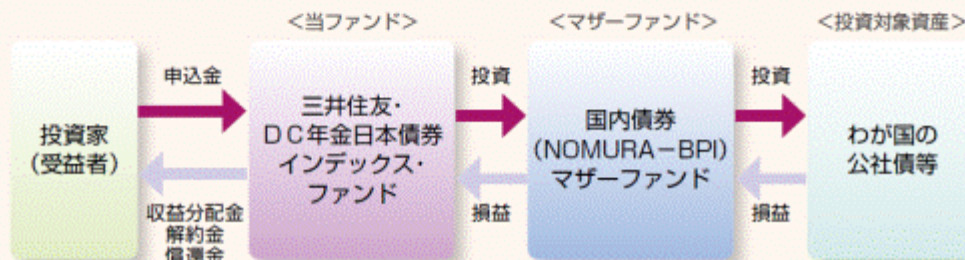 <当ファンド>
<マザーファンド>
<投資対象資産>
投資家
(受益者)
申込金
収益分配金
解約金
償還金
三井住友・
DC年金日本債券
インデックス・
ファンド
投資
損益
国内債券
(NOMURA−BPI)
マザーファンド
投資
損益
わが国の
公社債等